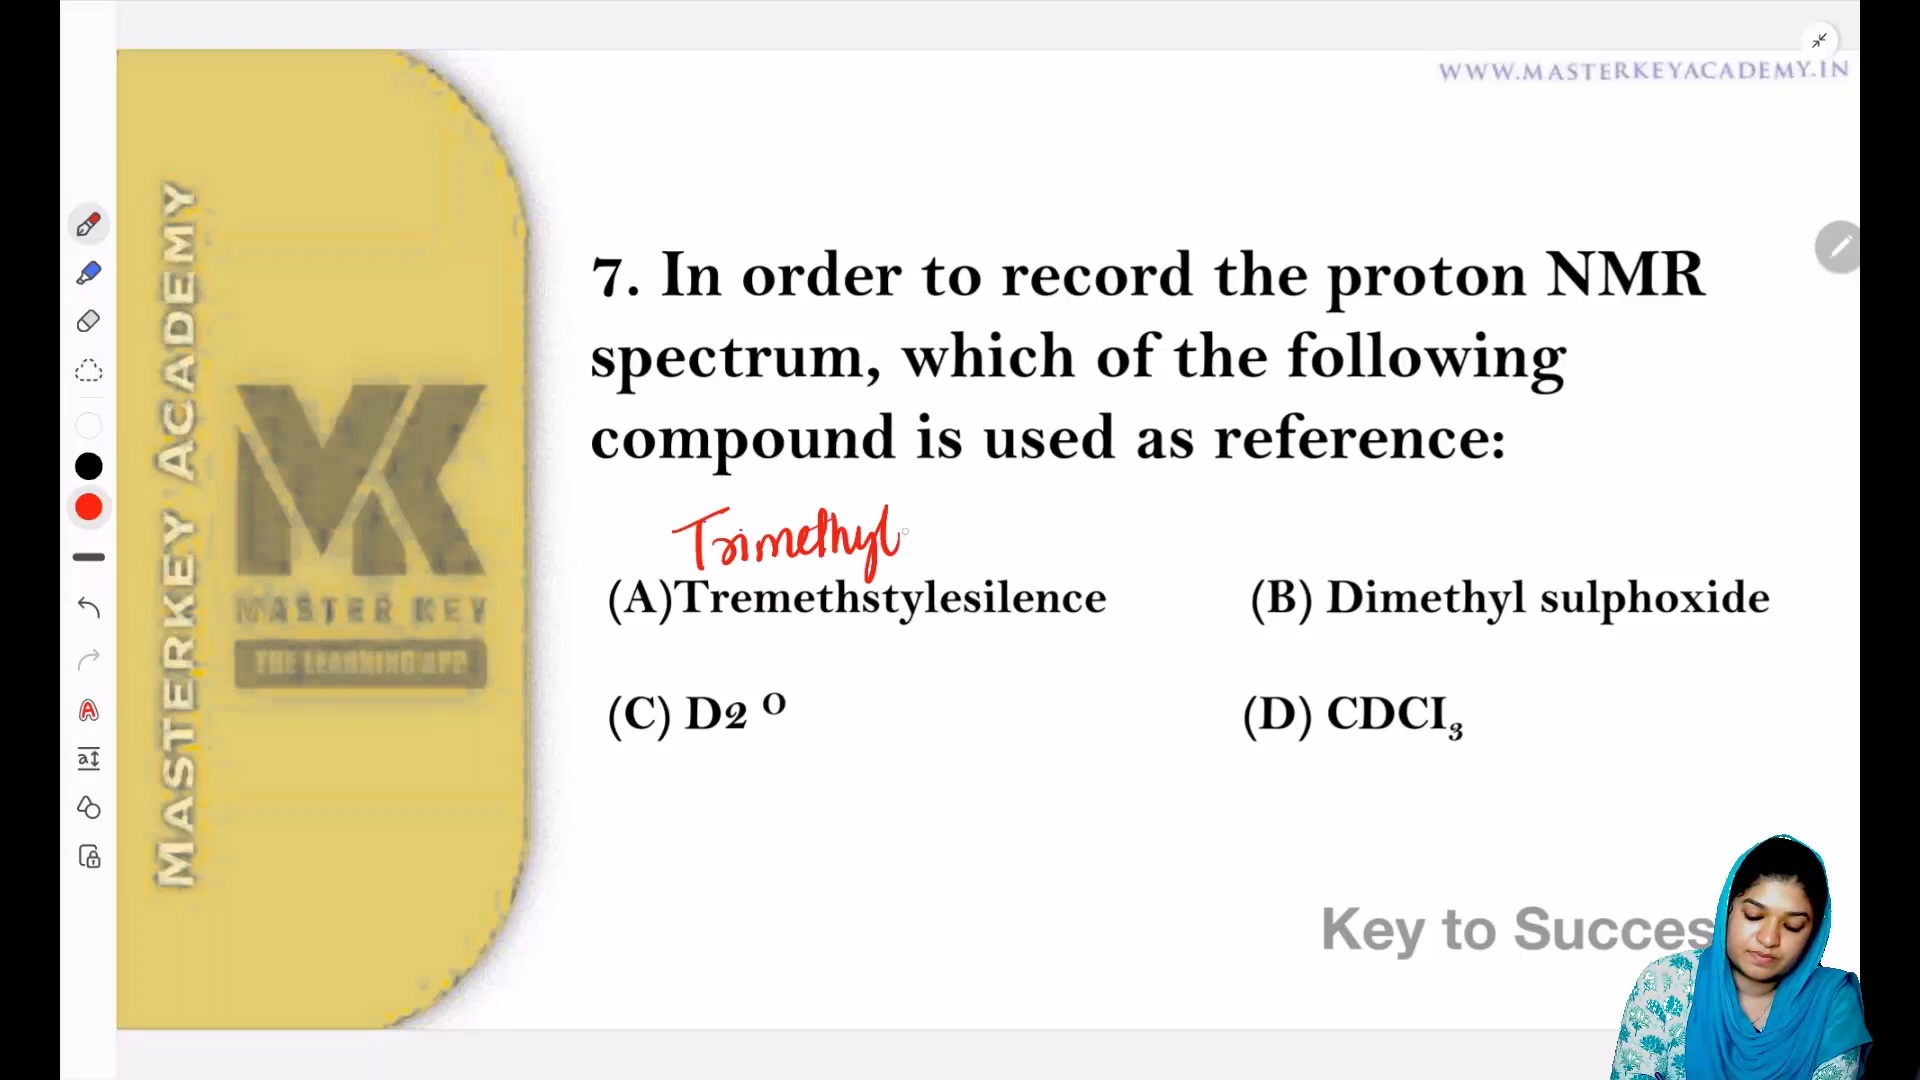 WWW.MASTERKEYACADEMY.IN
MASTERKEY ACADEMY
MK
MASTER KEY
THE LEARNING APP
7. In order to record the proton NMR
spectrum, which of the following
compound is used as reference:
Trimethyl
(A)Tremethstylesilence (B) Dimethyl sulphoxide
(C) D2 O (D) CDCI3
Key to Succes